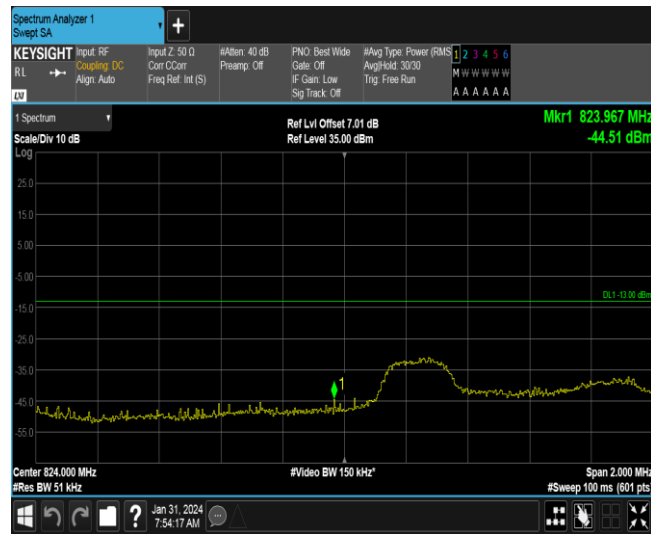 Spectrum Analyzer 1
Swept SA
+
KEYSIGHT
RL
LXI
Input: RF
Coupling: DC
Align: Auto
Input Z: 50 Ω
Corr CCorr
Freq Ref: Int (S)
#Atten: 40 dB
Preamp: Off
PNO: Best Wide
Gate: Off
IF Gain: Low
Sig Track: Off
#Avg Type: Power (RMS
Avg|Hold: 30/30
Trig: Free Run
1 2 3 4 5 6
M W W W W W
A A A A A A
1 Spectrum
Scale/Div 10 dB
Log
Ref Lvl Offset 7.01 dB
Ref Level 35.00 dBm
Mkr1 823.967 MHz
-44.51 dBm
25.0
15.0
5.00
-5.00
-15.0
-25.0
-35.0
-45.0
-55.0
DL1 -13.00 dBm
1
Center 824.000 MHz
#Res BW 51 kHz
#Video BW 150 kHz*
Span 2.000 MHz
#Sweep 100 ms (601 pts
?
Jan 31, 2024
7:54:17 AM